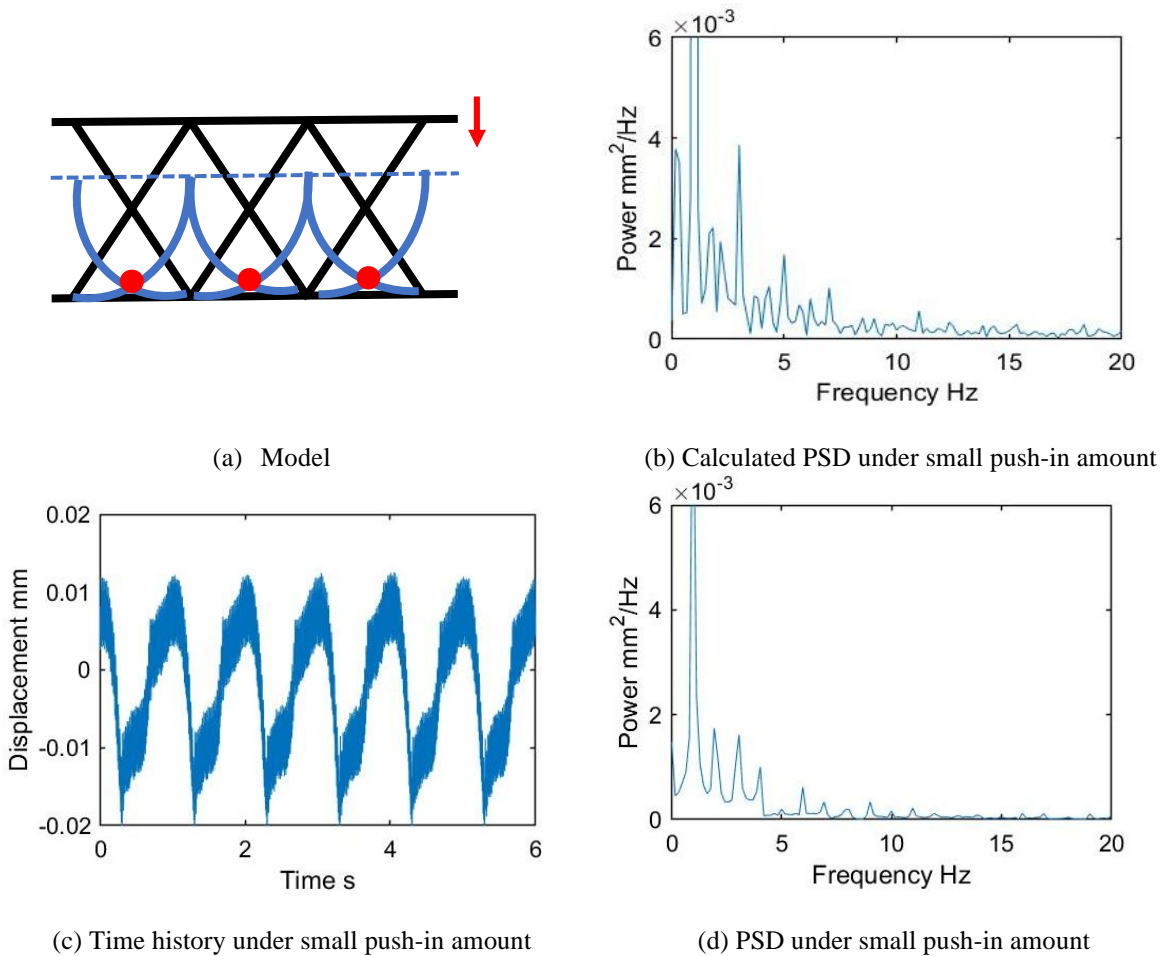 ×10⁻³
6
4
2
0
Power mm²/Hz
0 5 10 15 20
Frequency Hz
(a) Model
(b) Calculated PSD under small push-in amount
0.02
0.01
0
-0.01
-0.02
Displacement mm
0 2 4 6
Time s
×10⁻³
6
4
2
0
Power mm²/Hz
0 5 10 15 20
Frequency Hz
(c) Time history under small push-in amount
(d) PSD under small push-in amount